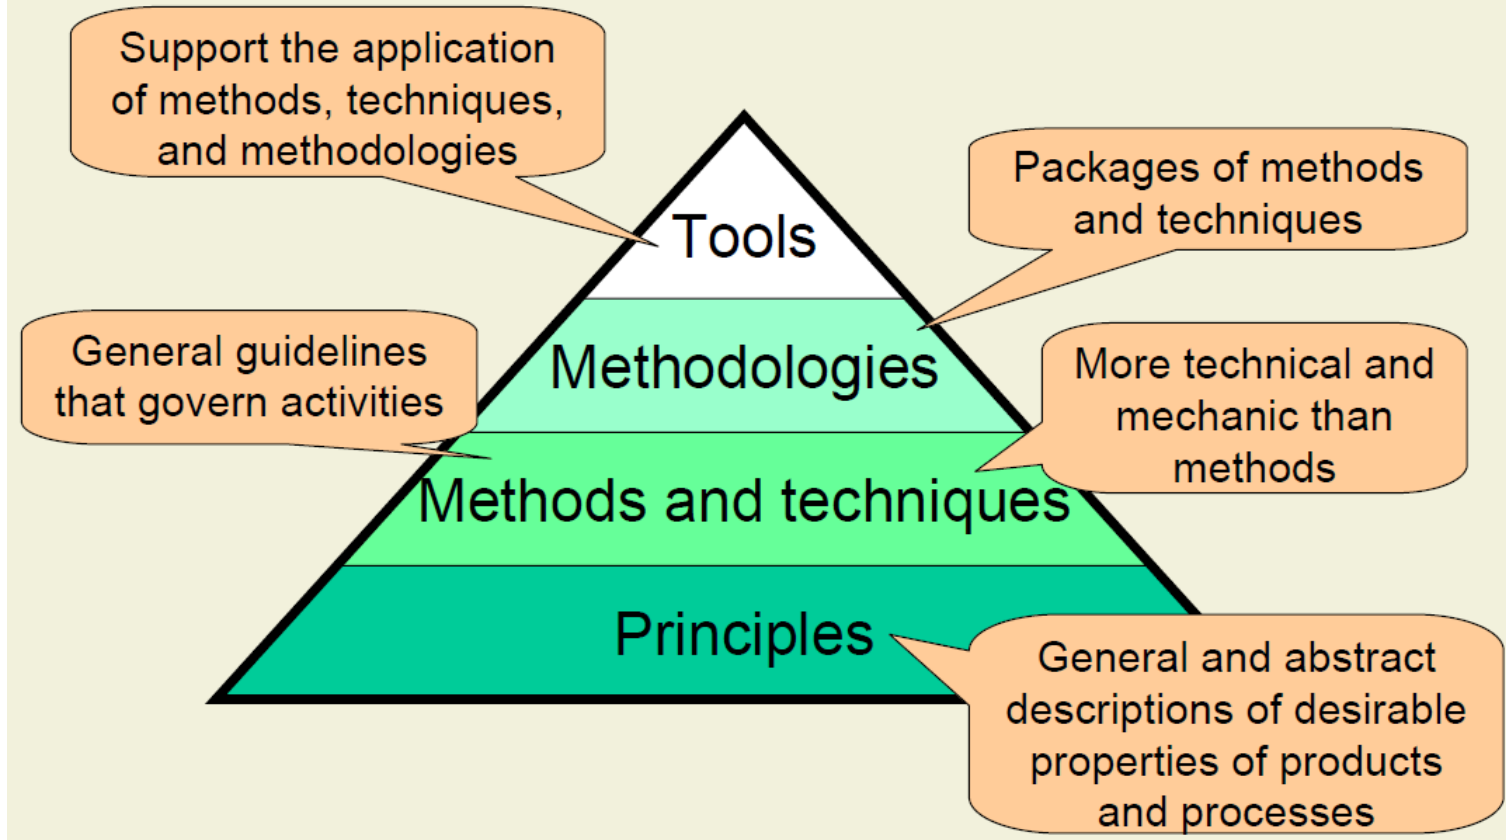 Support the application
of methods, techniques,
and methodologies
Packages of methods
and techniques
Tools
General guidelines
that govern activities
Methodologies
More technical and
mechanic than
methods
Methods and techniques
Principles
General and abstract
descriptions of desirable
properties of products
and processes